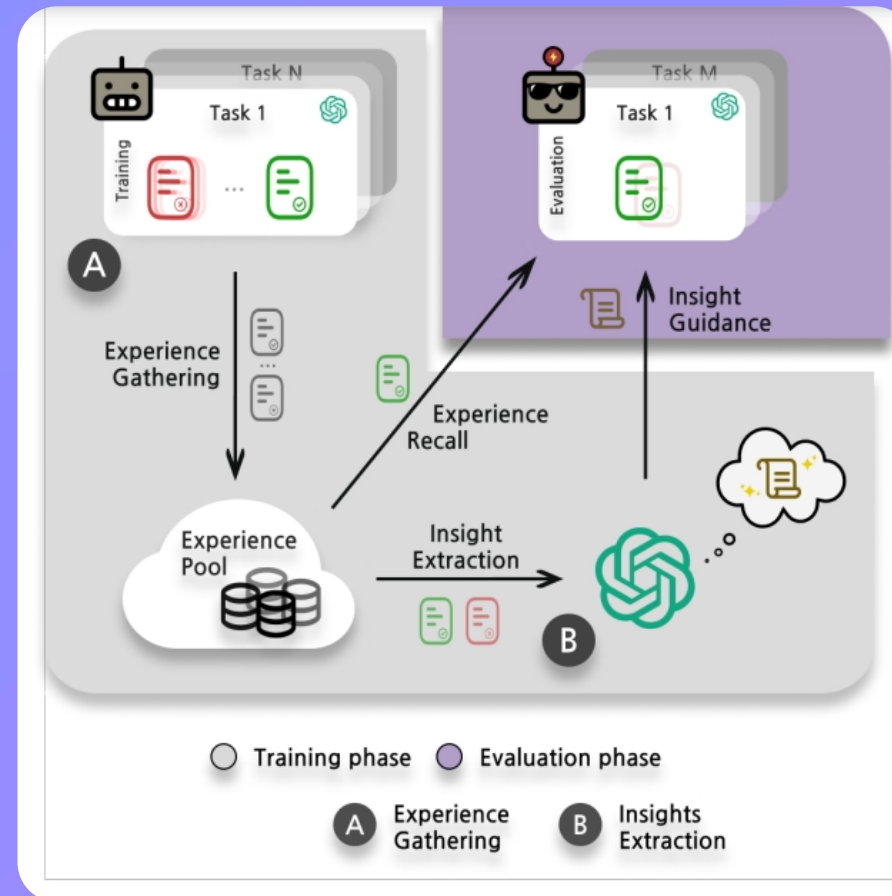 Task N
Task 1
Training
A
Task M
Task 1
Evaluation
Experience
Gathering
Insight
Guidance
Experience
Recall
Experience
Pool
Insight
Extraction
B
Training phase
Evaluation phase
A
Experience
Gathering
B
Insights
Extraction